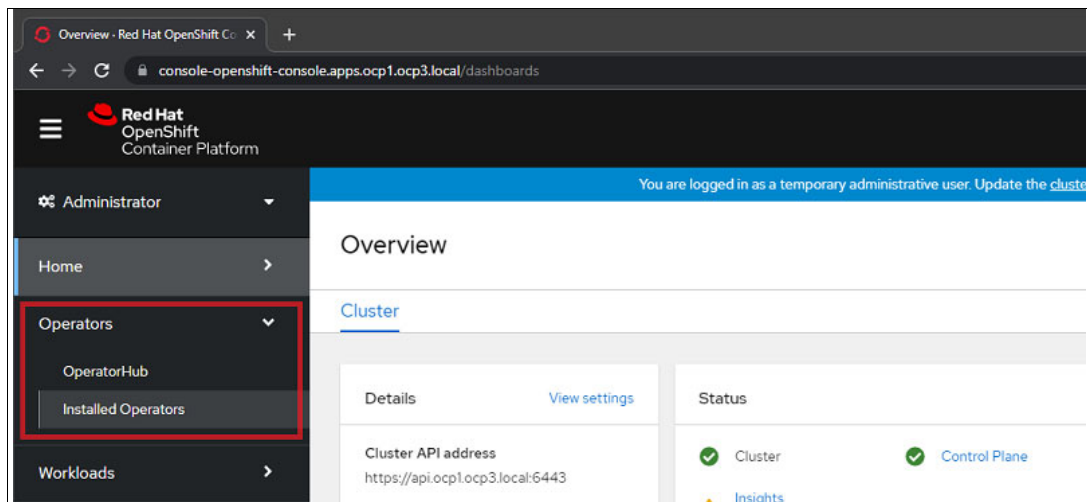 Overview · Red Hat OpenShift Co
console-openshift-console.apps.ocp1.ocp3.local/dashboards
Red Hat
OpenShift
Container Platform
You are logged in as a temporary administrative user. Update the cluste
Administrator
Overview
Home
Cluster
Operators
OperatorHub
Installed Operators
Details
View settings
Status
Cluster API address
https://api.ocp1.ocp3.local:6443
Cluster
Control Plane
Workloads
Insights